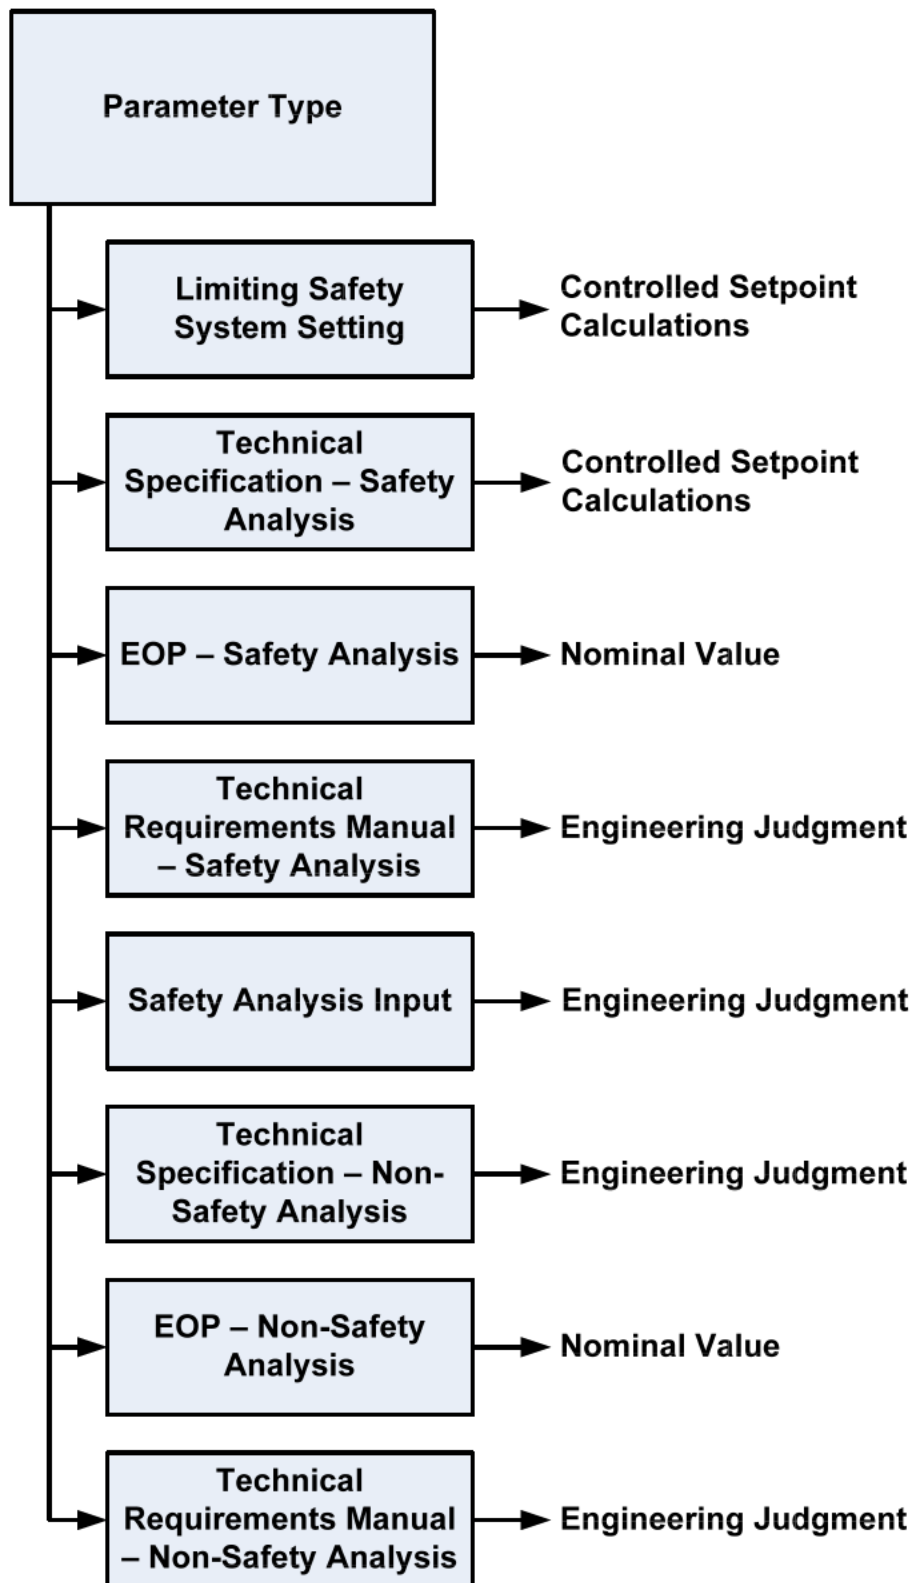 Parameter Type
Limiting Safety
System Setting
Controlled Setpoint
Calculations
Technical
Specification – Safety
Analysis
Controlled Setpoint
Calculations
EOP – Safety Analysis
Nominal Value
Technical
Requirements Manual
– Safety Analysis
Engineering Judgment
Safety Analysis Input
Engineering Judgment
Technical
Specification – Non-
Safety Analysis
Engineering Judgment
EOP – Non-Safety
Analysis
Nominal Value
Technical
Requirements Manual
– Non-Safety Analysis
Engineering Judgment